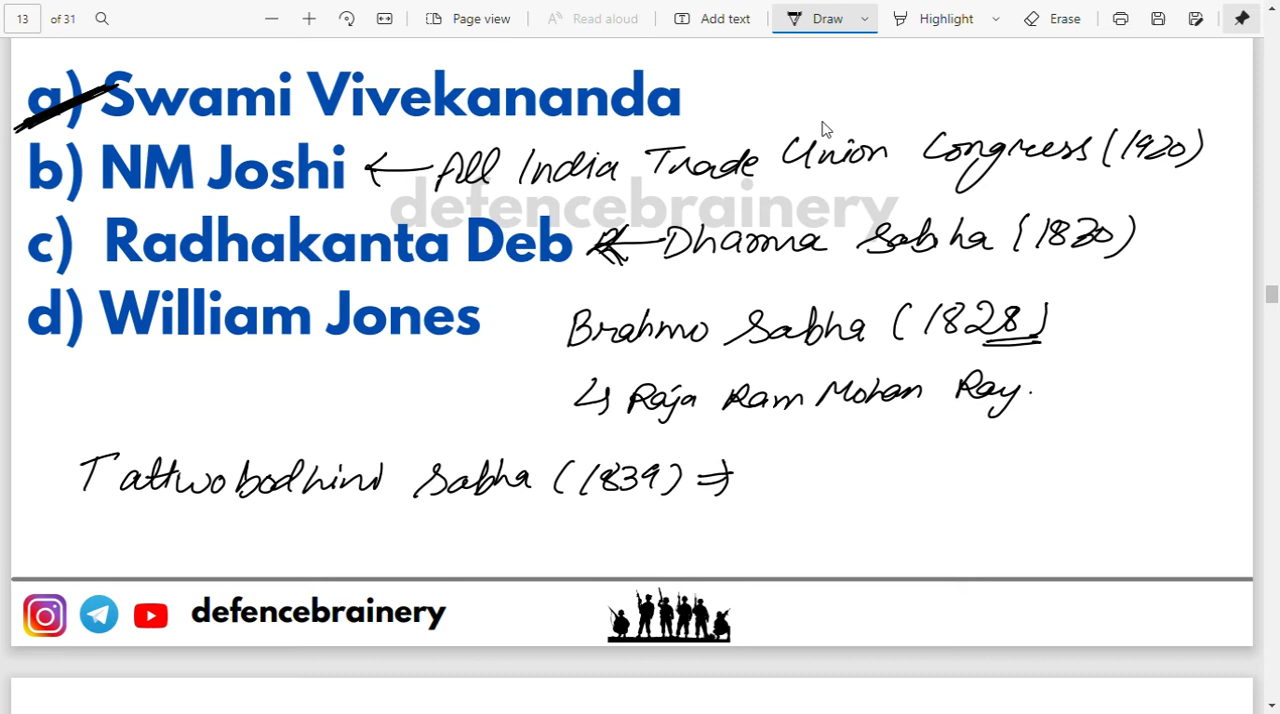 13 of 31 Page view Read aloud Add text Draw Highlight Erase
a) Swami Vivekananda
b) NM Joshi ← All India Trade Union Congress (1920)
defencebrainery
c) Radhakanta Deb ← Dharma Sabha (1830)
d) William Jones
Brahmo Sabha (1828)
↳ Raja Ram Mohan Ray.
Tattwobodhini Sabha (1839) ⇒
defencebrainery